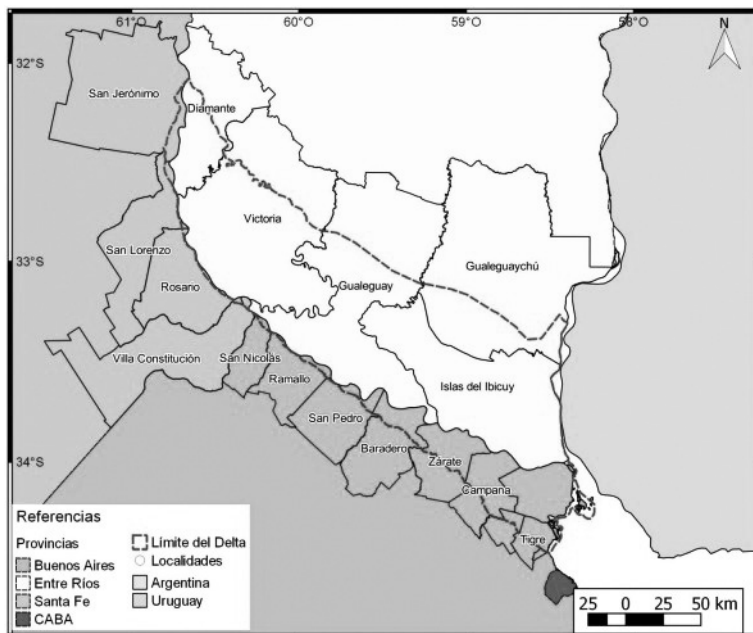 61°O 60°O 59°O 58°O
N
32°S
San Jerónimo
Diamante
Victoria
33°S
San Lorenzo
Gualeguaychú
Gualeguay
Rosario
Villa Constitución
San Nicolás
Islas del Ibicuy
Ramallo
San Pedro
Baradero
34°S
Zárate
Campana
Tigre
Referencias
Provincias
Buenos Aires
Entre Ríos
Santa Fe
CABA
Límite del Delta
Localidades
Argentina
Uruguay
25 0 25 50 km